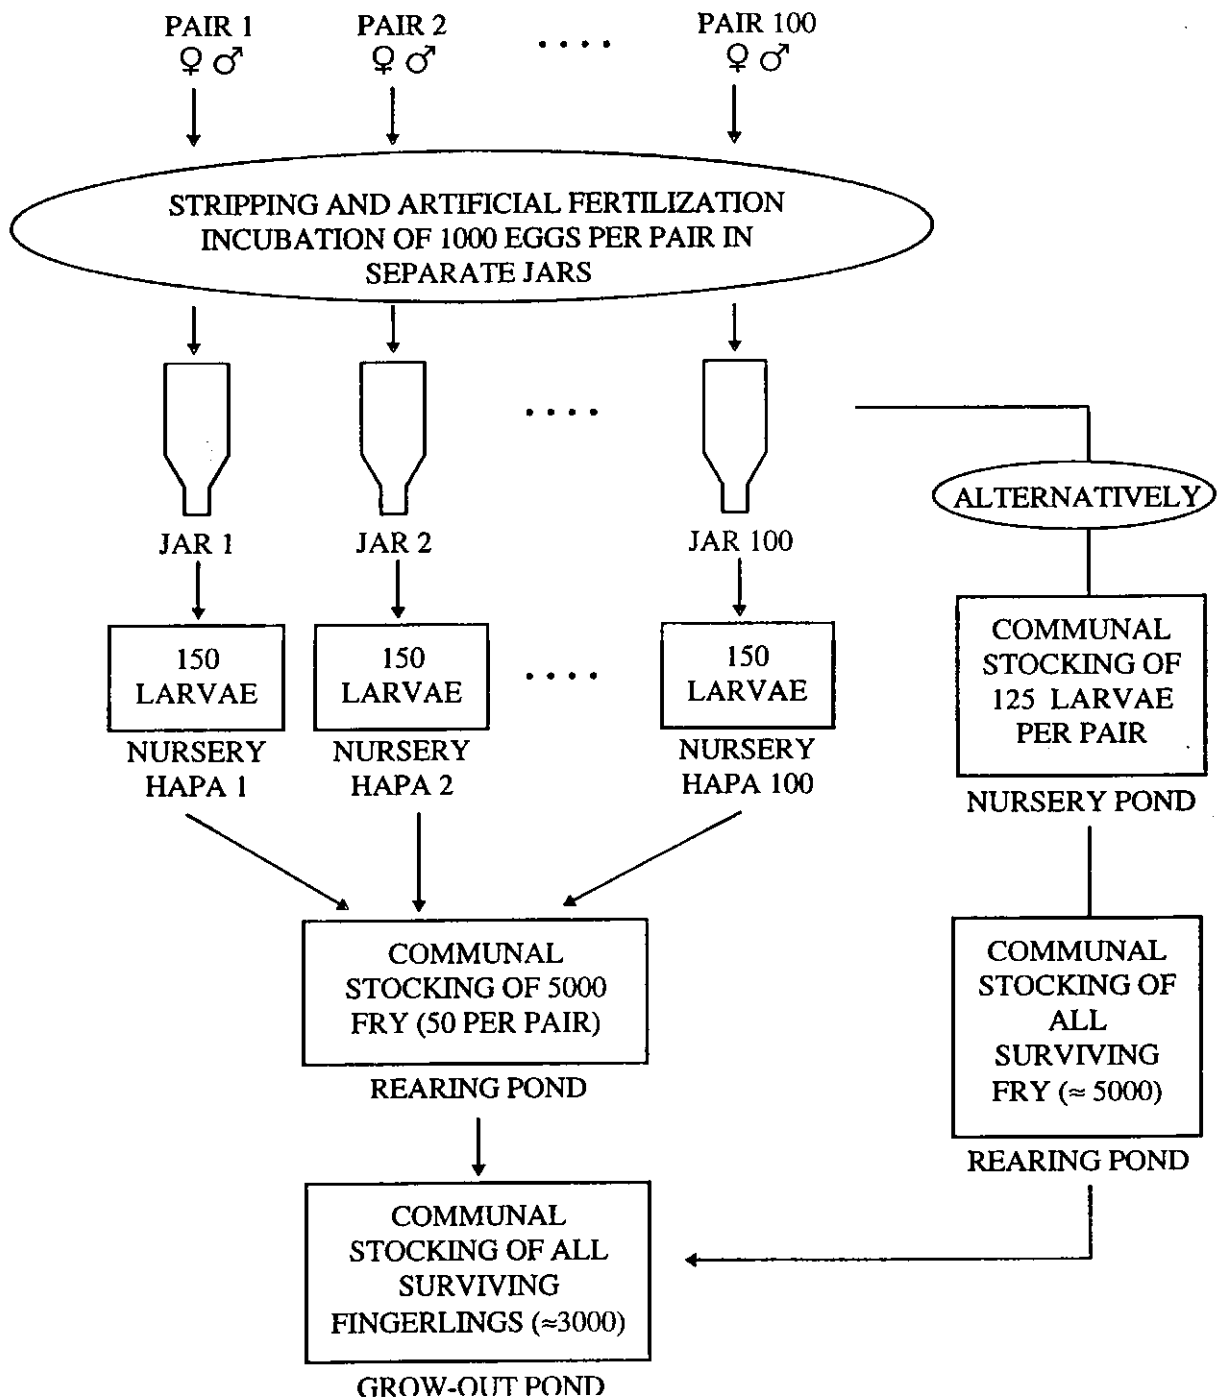 PAIR 1 PAIR 2 .... PAIR 100
♀♂ ♀♂ ♀♂
STRIPPING AND ARTIFICIAL FERTILIZATION
INCUBATION OF 1000 EGGS PER PAIR IN
SEPARATE JARS
....
JAR 1 JAR 2 JAR 100
150 150 150
LARVAE LARVAE .... LARVAE
NURSERY NURSERY NURSERY
HAPA 1 HAPA 2 HAPA 100
COMMUNAL
STOCKING OF 5000
FRY (50 PER PAIR)
REARING POND
COMMUNAL
STOCKING OF ALL
SURVIVING
FINGERLINGS (≈3000)
GROW-OUT POND
ALTERNATIVELY
COMMUNAL
STOCKING OF
125 LARVAE
PER PAIR
NURSERY POND
COMMUNAL
STOCKING OF
ALL
SURVIVING
FRY (≈ 5000)
REARING POND